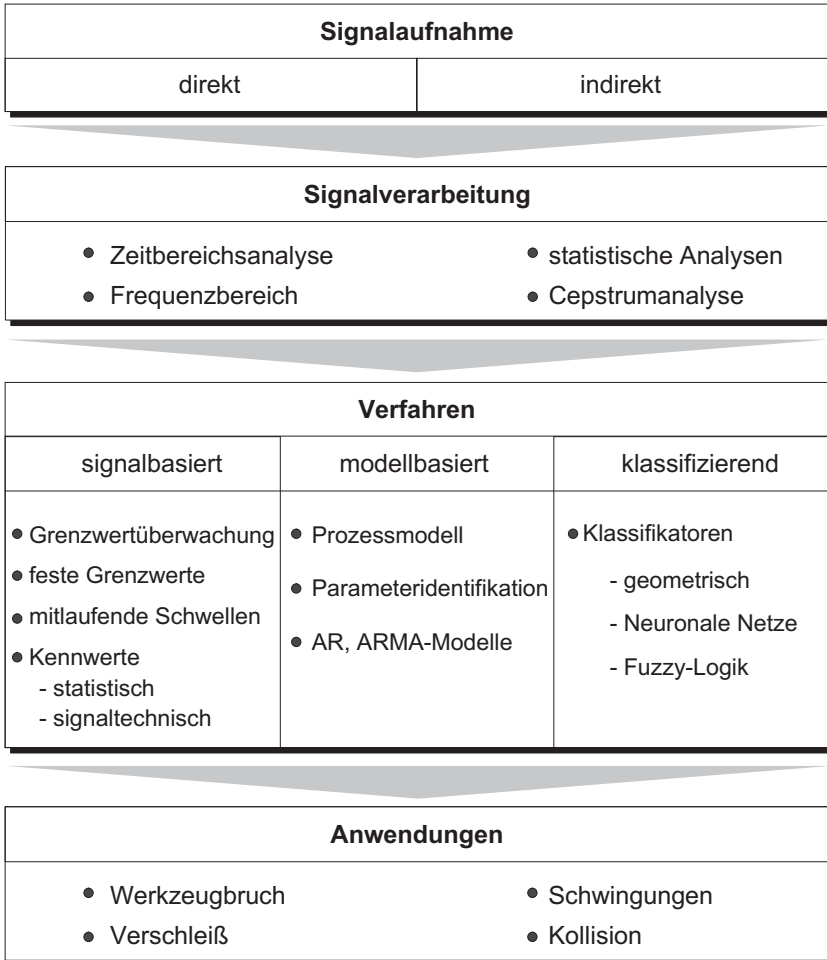 Signalaufnahme
direkt
indirekt
Signalverarbeitung
• Zeitbereichsanalyse
• Frequenzbereich
• statistische Analysen
• Cepstrumanalyse
Verfahren
signalbasiert
• Grenzwertüberwachung
• feste Grenzwerte
• mitlaufende Schwellen
• Kennwerte
- statistisch
- signaltechnisch
modellbasiert
• Prozessmodell
• Parameteridentifikation
• AR, ARMA-Modelle
klassifizierend
• Klassifikatoren
- geometrisch
- Neuronale Netze
- Fuzzy-Logik
Anwendungen
• Werkzeugbruch
• Verschleiß
• Schwingungen
• Kollision